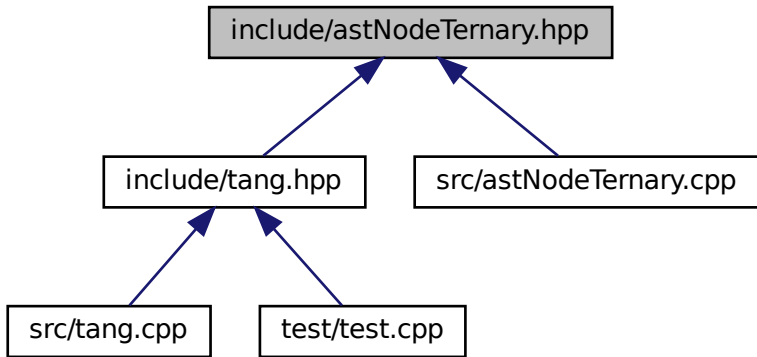 include/astNodeTernary.hpp
include/tang.hpp
src/astNodeTernary.cpp
src/tang.cpp
test/test.cpp